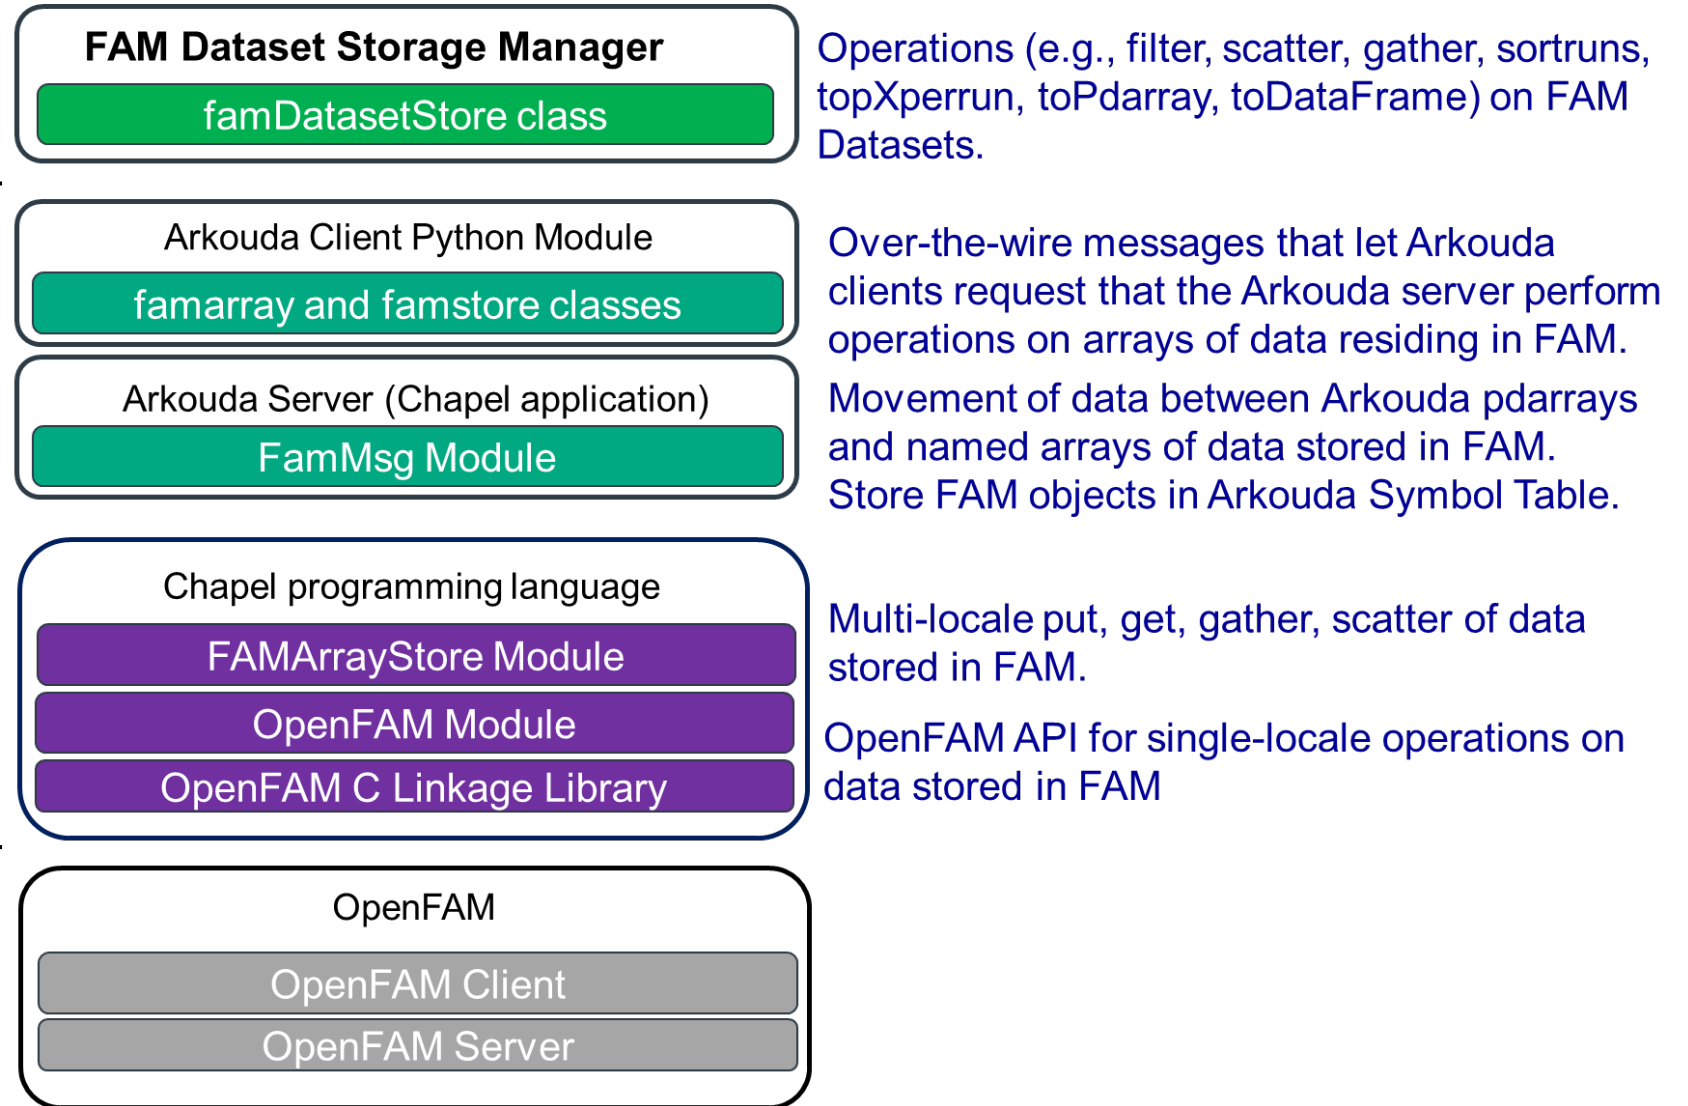 FAM Dataset Storage Manager
famDatasetStore class
Operations (e.g., filter, scatter, gather, sortruns,
topXperrun, toPdarray, toDataFrame) on FAM
Datasets.
Arkouda Client Python Module
famarray and famstore classes
Over-the-wire messages that let Arkouda
clients request that the Arkouda server perform
operations on arrays of data residing in FAM.
Arkouda Server (Chapel application)
FamMsg Module
Movement of data between Arkouda pdarrays
and named arrays of data stored in FAM.
Store FAM objects in Arkouda Symbol Table.
Chapel programming language
FAMArrayStore Module
OpenFAM Module
OpenFAM C Linkage Library
Multi-locale put, get, gather, scatter of data
stored in FAM.
OpenFAM API for single-locale operations on
data stored in FAM
OpenFAM
OpenFAM Client
OpenFAM Server